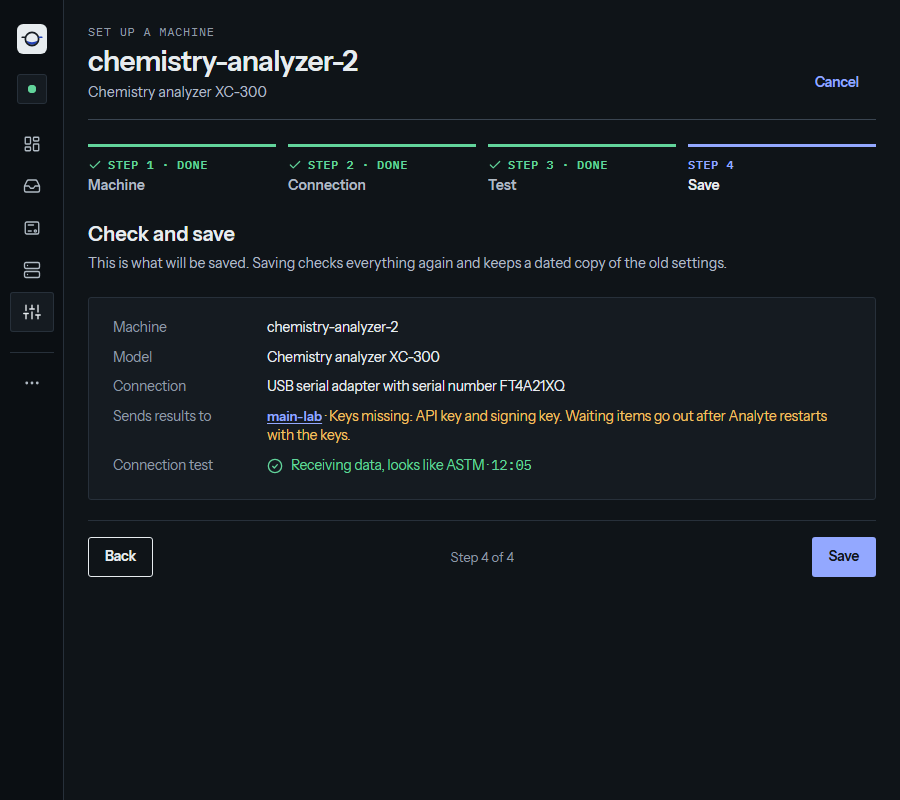 SET UP A MACHINE
chemistry-analyzer-2
Chemistry analyzer XC-300
Cancel
STEP 1 · DONE
Machine
STEP 2 · DONE
Connection
STEP 3 · DONE
Test
STEP 4
Save
Check and save
This is what will be saved. Saving checks everything again and keeps a dated copy of the old settings.
Machine chemistry-analyzer-2
Model Chemistry analyzer XC-300
Connection USB serial adapter with serial number FT4A21XQ
Sends results to main-lab · Keys missing: API key and signing key. Waiting items go out after Analyte restarts
with the keys.
Connection test Receiving data, looks like ASTM · 12:05
Back
Step 4 of 4
Save